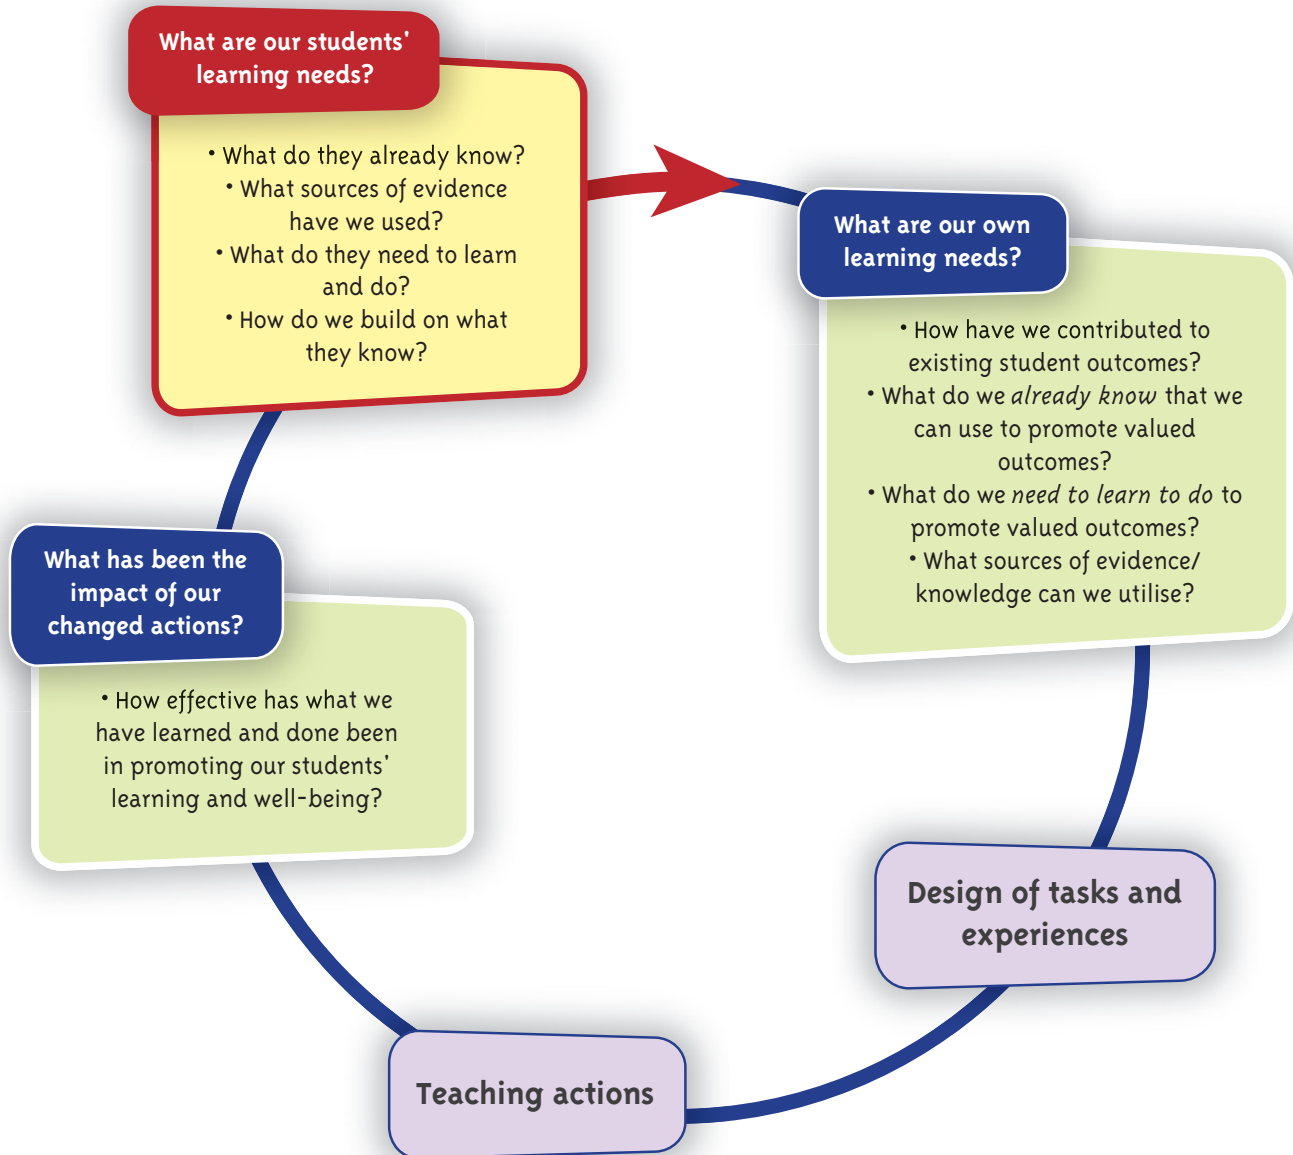 What are our students'
learning needs?
• What do they already know?
• What sources of evidence
have we used?
• What do they need to learn
and do?
• How do we build on what
they know?
What are our own
learning needs?
• How have we contributed to
existing student outcomes?
• What do we already know that we
can use to promote valued
outcomes?
• What do we need to learn to do to
promote valued outcomes?
• What sources of evidence/
knowledge can we utilise?
Design of tasks and
experiences
Teaching actions
What has been the
impact of our
changed actions?
• How effective has what we
have learned and done been
in promoting our students'
learning and well-being?